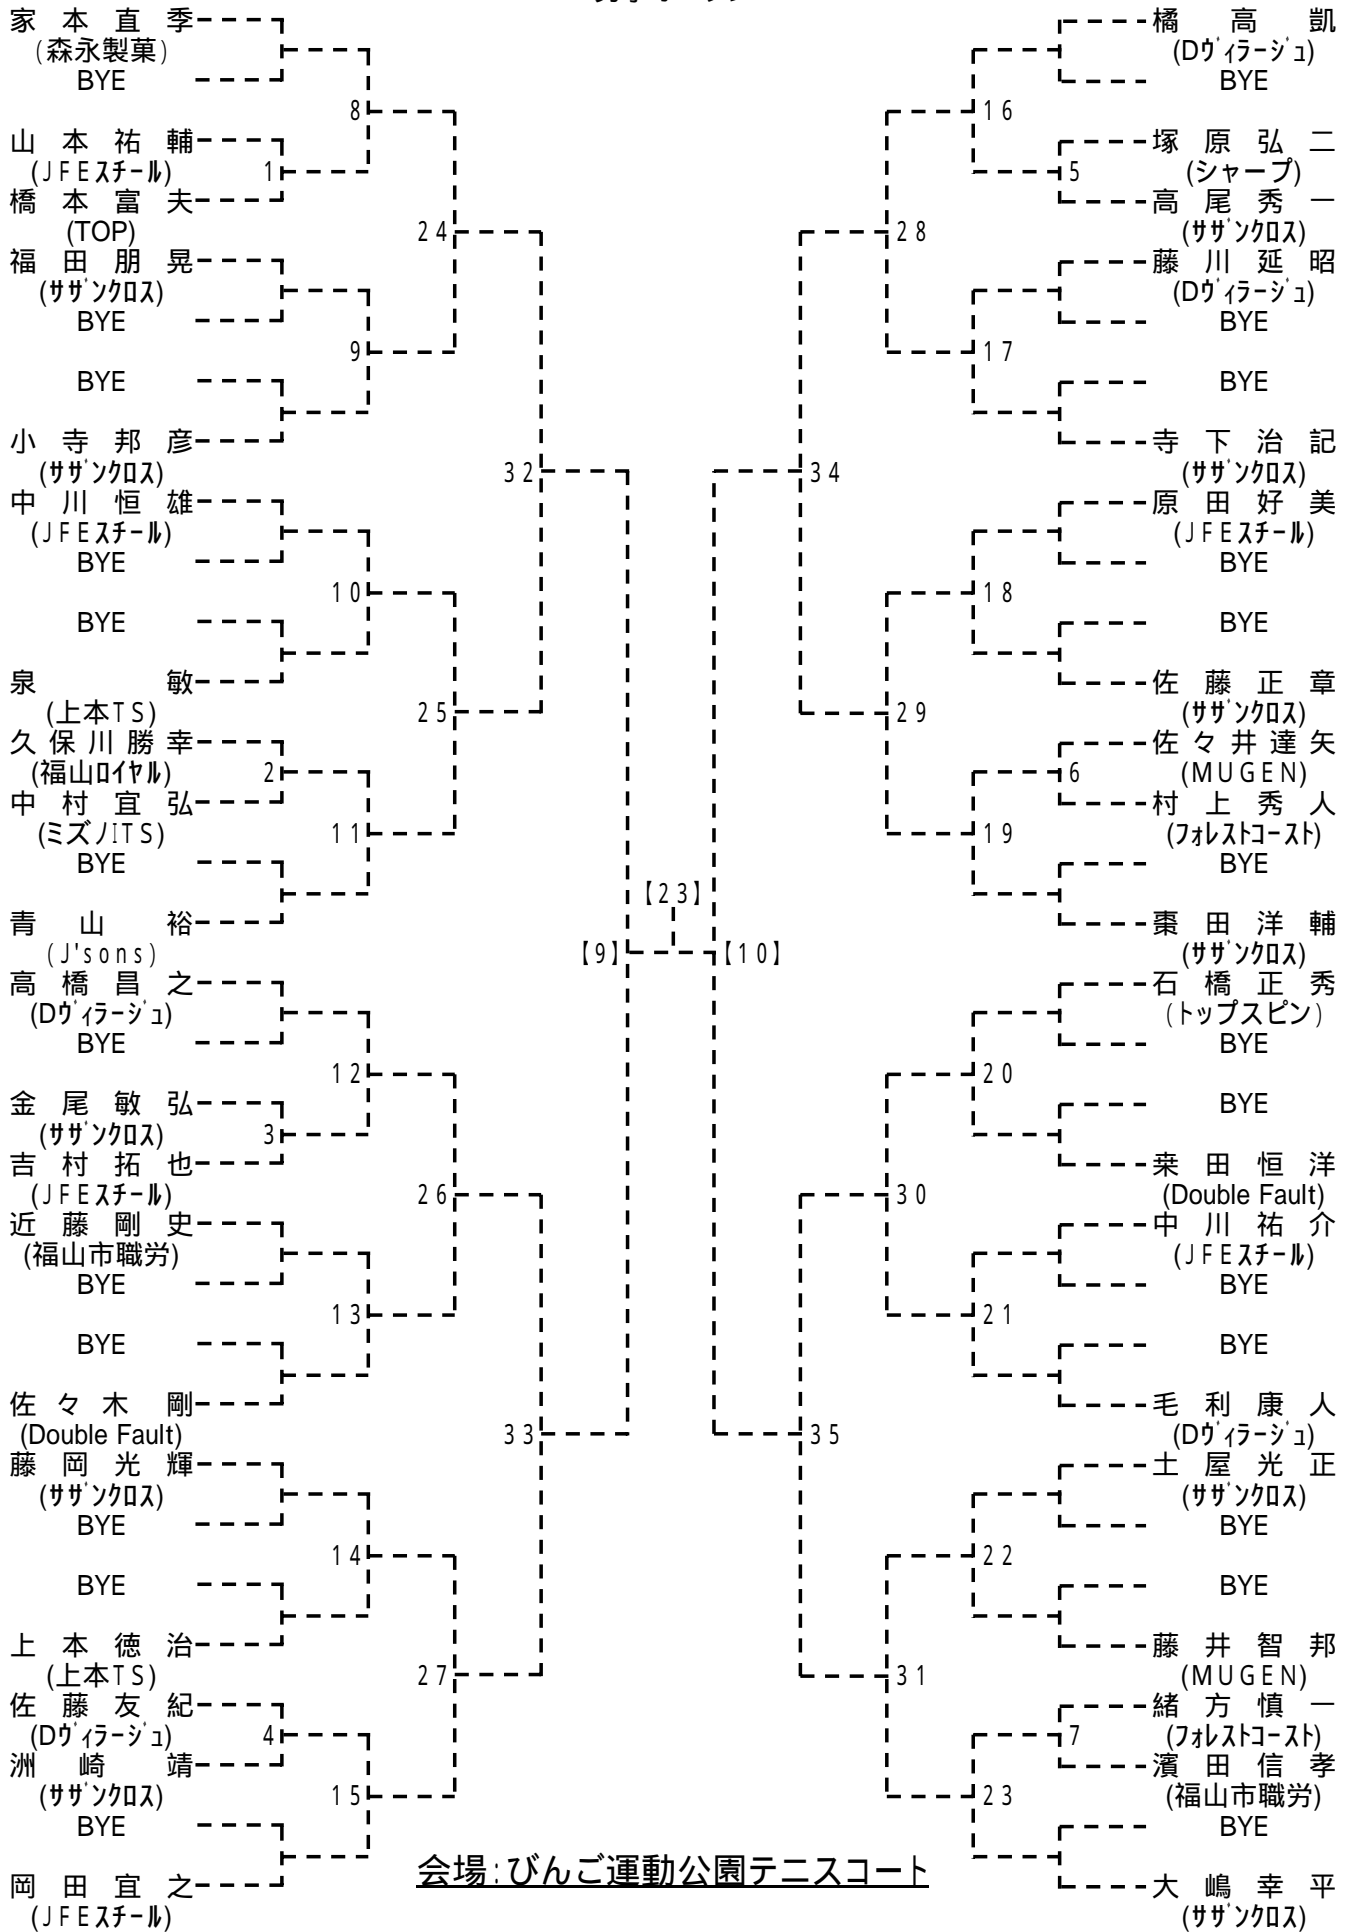 家本直季
(森永製菓)
BYE
8
山本祐輔
(JFEスチール)
1
橋本富夫
(TOP)
24
福田朋晃
(サザンクロス)
BYE
9
BYE
小寺邦彦
(サザンクロス)
32
中川恒雄
(JFEスチール)
BYE
10
BYE
泉敏
(上本TS)
25
久保川勝幸
(福山ロイヤル)
2
中村宜弘
(ミズノITS)
11
BYE
青山裕
(J'sons)
【9】
高橋昌之
(Dヴィラージュ)
BYE
12
金尾敏弘
(サザンクロス)
3
吉村拓也
(JFEスチール)
26
近藤剛史
(福山市職労)
BYE
13
BYE
佐々木剛
(Double Fault)
33
藤岡光輝
(サザンクロス)
BYE
14
BYE
上本徳治
(上本TS)
27
佐藤友紀
(Dヴィラージュ)
4
洲崎靖
(サザンクロス)
15
BYE
岡田宜之
(JFEスチール)
【23】
橘高凱
(Dヴィラージュ)
BYE
16
塚原弘二
(シャープ)
5
高尾秀一
(サザンクロス)
28
藤川延昭
(Dヴィラージュ)
BYE
17
BYE
寺下治記
(サザンクロス)
34
原田好美
(JFEスチール)
BYE
18
BYE
佐藤正章
(サザンクロス)
29
佐々井達矢
(MUGEN)
6
村上秀人
(フォレストコースト)
19
BYE
棗田洋輔
(サザンクロス)
【10】
石橋正秀
(トップスピン)
BYE
20
BYE
桒田恒洋
(Double Fault)
30
中川祐介
(JFEスチール)
BYE
21
BYE
毛利康人
(Dヴィラージュ)
35
土屋光正
(サザンクロス)
BYE
22
BYE
藤井智邦
(MUGEN)
31
緒方慎一
(フォレストコースト)
7
濱田信孝
(福山市職労)
23
BYE
大嶋幸平
(サザンクロス)
会場:びんご運動公園テニスコート